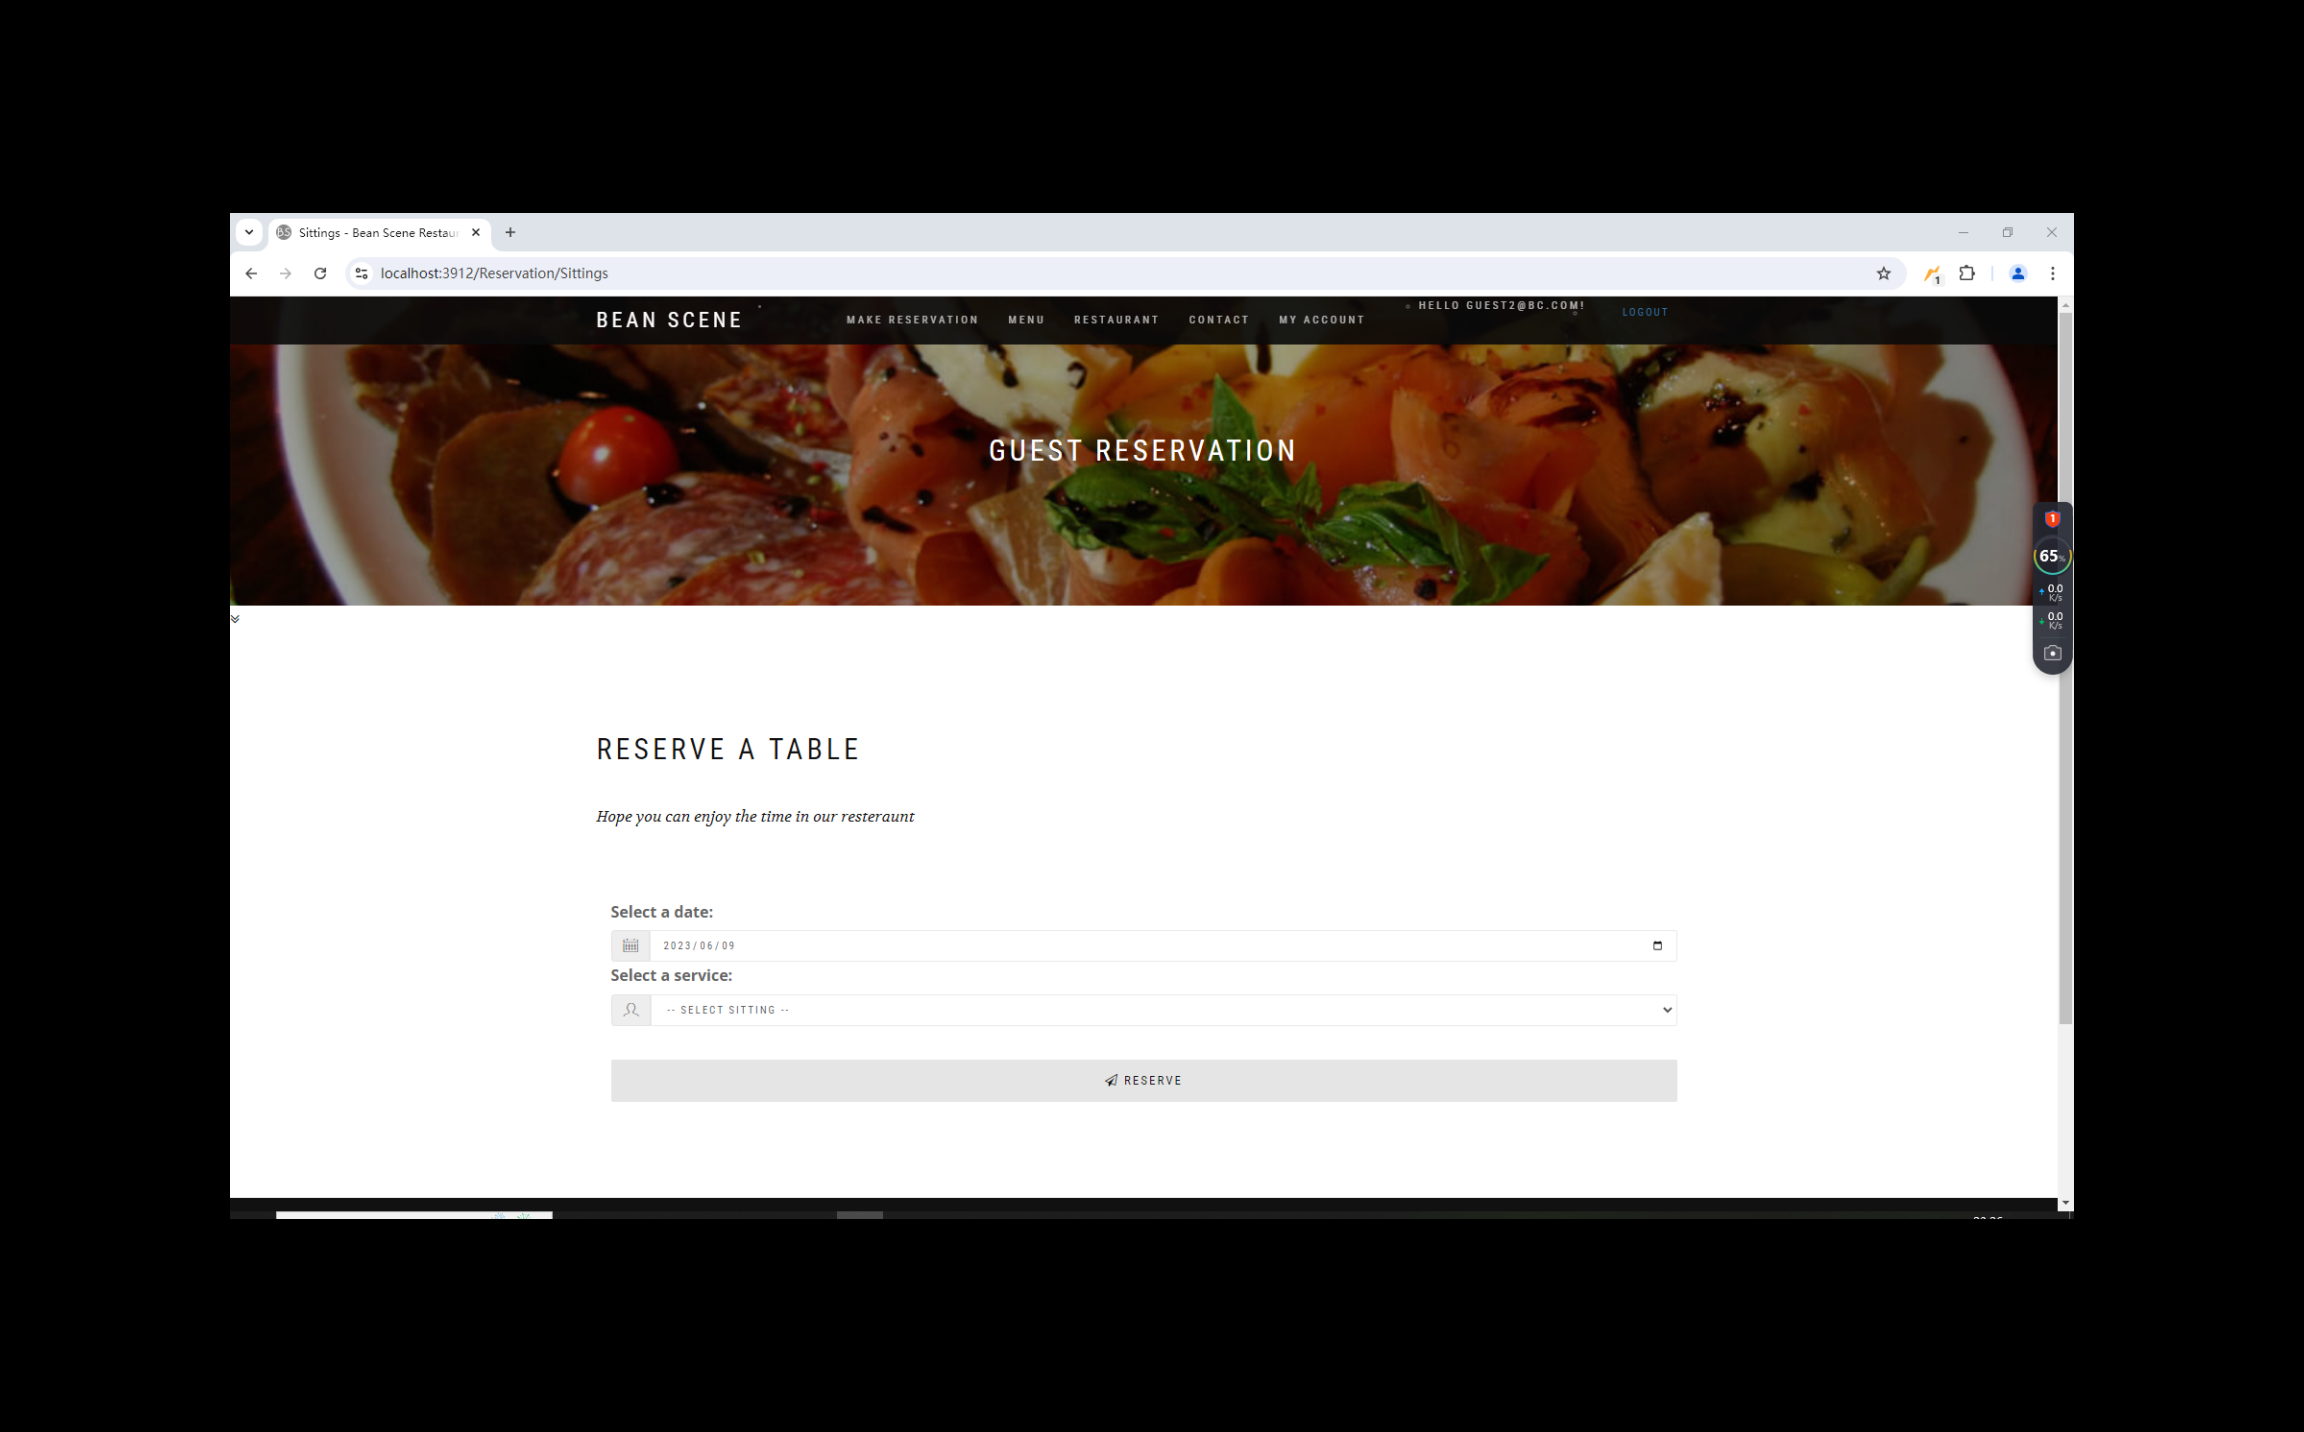 Sittings - Bean Scene Restaur
localhost:3912/Reservation/Sittings
1
BEAN SCENE
MAKE RESERVATION MENU RESTAURANT CONTACT MY ACCOUNT
HELLO GUEST2@BC.COM!
LOGOUT
GUEST RESERVATION
1
65%
0.0
K/s
0.0
K/s
RESERVE A TABLE
Hope you can enjoy the time in our resteraunt
Select a date:
2023/06/09
Select a service:
-- SELECT SITTING --
RESERVE